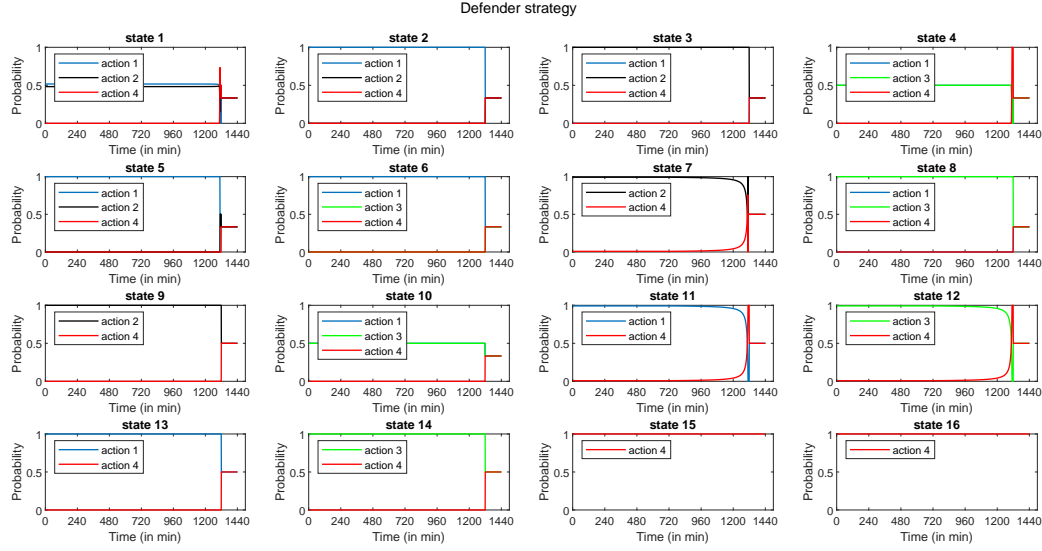 Defender strategy
state 1
Probability
1
0.5
0
action 1
action 2
action 4
0 240 480 720 960 1200 1440
Time (in min)
state 2
Probability
1
0.5
0
action 1
action 2
action 4
0 240 480 720 960 1200 1440
Time (in min)
state 3
Probability
1
0.5
0
action 1
action 2
action 4
0 240 480 720 960 1200 1440
Time (in min)
state 4
Probability
1
0.5
0
action 1
action 3
action 4
0 240 480 720 960 1200 1440
Time (in min)
state 5
Probability
1
0.5
0
action 1
action 2
action 4
0 240 480 720 960 1200 1440
Time (in min)
state 6
Probability
1
0.5
0
action 1
action 3
action 4
0 240 480 720 960 1200 1440
Time (in min)
state 7
Probability
1
0.5
0
action 2
action 4
0 240 480 720 960 1200 1440
Time (in min)
state 8
Probability
1
0.5
0
action 1
action 3
action 4
0 240 480 720 960 1200 1440
Time (in min)
state 9
Probability
1
0.5
0
action 2
action 4
0 240 480 720 960 1200 1440
Time (in min)
state 10
Probability
1
0.5
0
action 1
action 3
action 4
0 240 480 720 960 1200 1440
Time (in min)
state 11
Probability
1
0.5
0
action 1
action 4
0 240 480 720 960 1200 1440
Time (in min)
state 12
Probability
1
0.5
0
action 3
action 4
0 240 480 720 960 1200 1440
Time (in min)
state 13
Probability
1
0.5
0
action 1
action 4
0 240 480 720 960 1200 1440
Time (in min)
state 14
Probability
1
0.5
0
action 3
action 4
0 240 480 720 960 1200 1440
Time (in min)
state 15
Probability
1
0.5
0
action 4
0 240 480 720 960 1200 1440
Time (in min)
state 16
Probability
1
0.5
0
action 4
0 240 480 720 960 1200 1440
Time (in min)